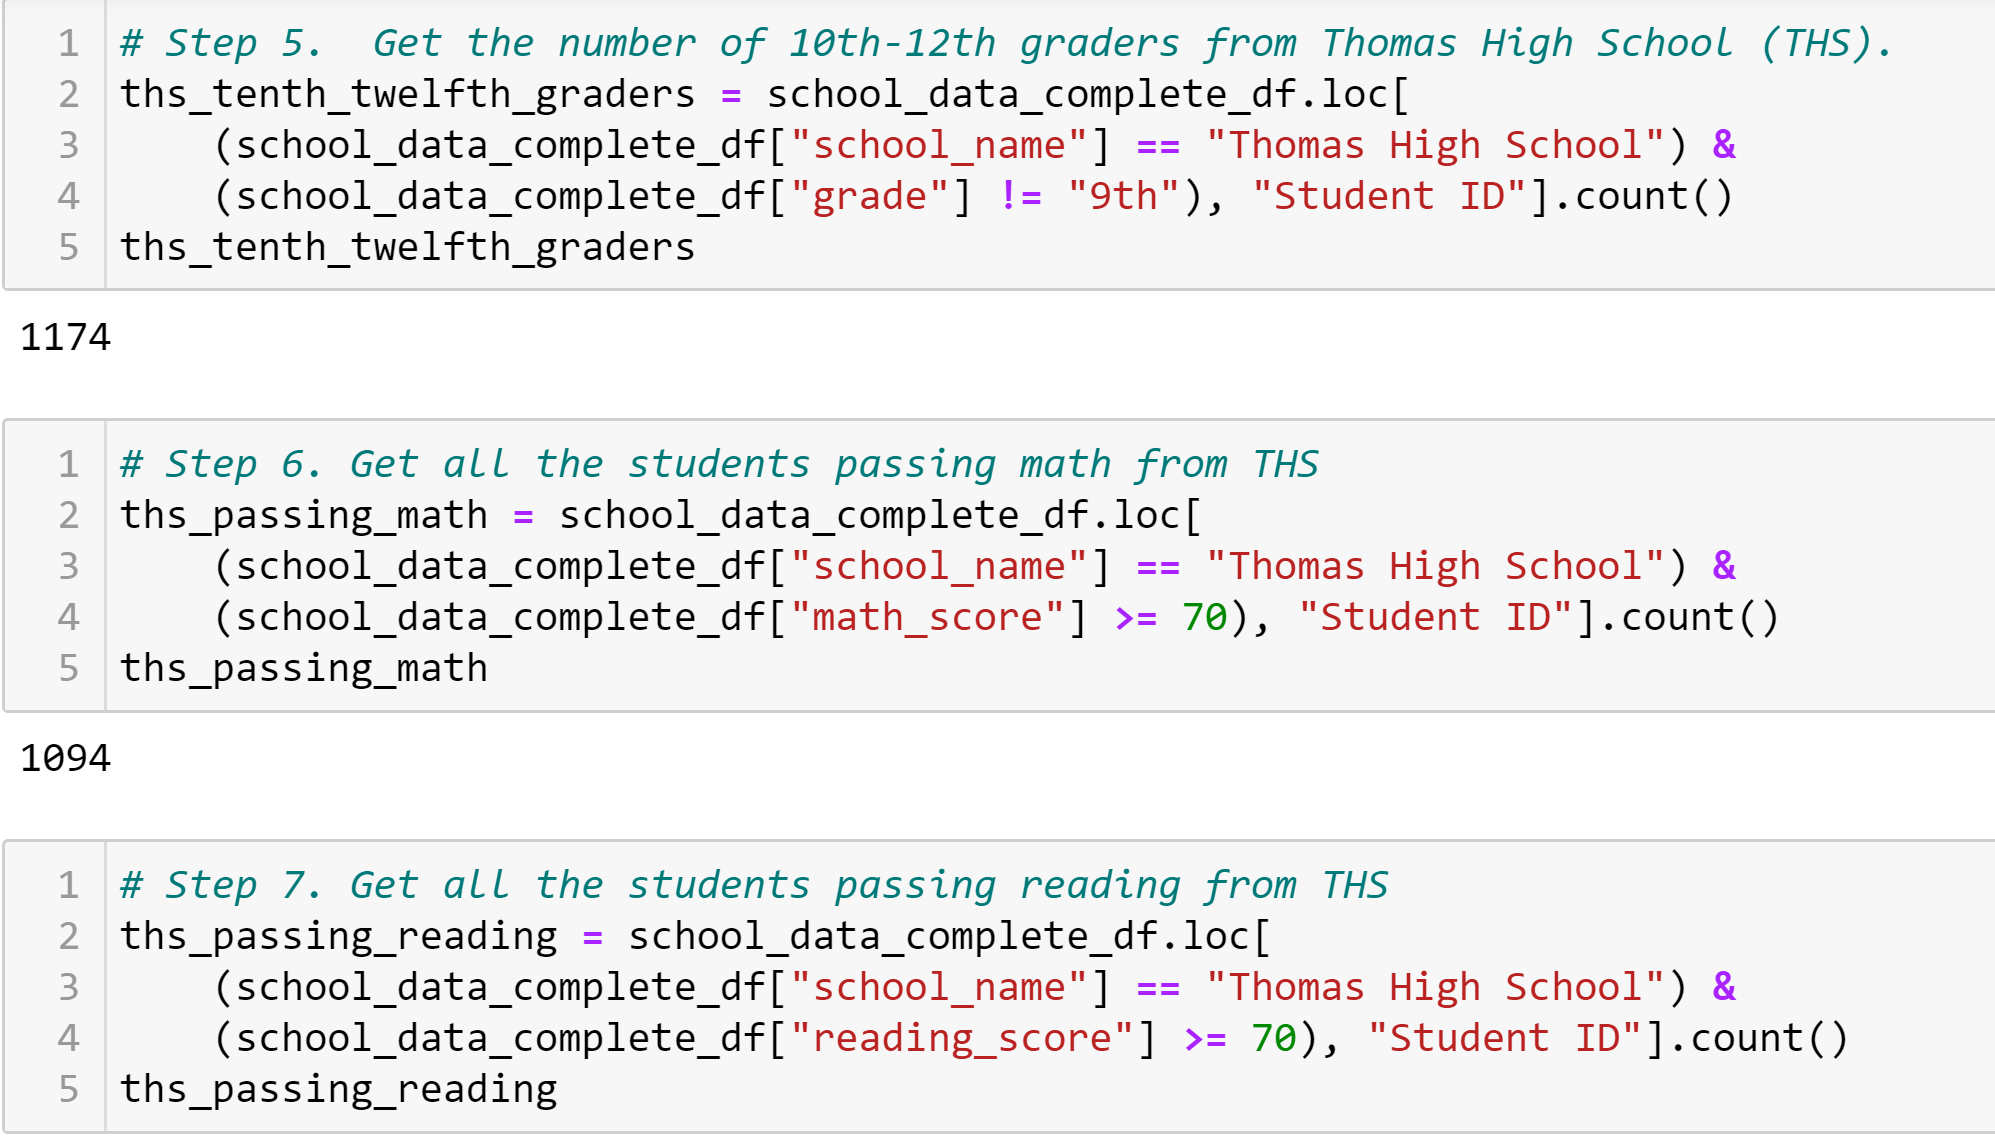 1 # Step 5.  Get the number of 10th-12th graders from Thomas High School (THS).
2 ths_tenth_twelfth_graders = school_data_complete_df.loc[
3     (school_data_complete_df["school_name"] == "Thomas High School") &
4     (school_data_complete_df["grade"] != "9th"), "Student ID"].count()
5 ths_tenth_twelfth_graders
1174
1 # Step 6. Get all the students passing math from THS
2 ths_passing_math = school_data_complete_df.loc[
3     (school_data_complete_df["school_name"] == "Thomas High School") &
4     (school_data_complete_df["math_score"] >= 70), "Student ID"].count()
5 ths_passing_math
1094
1 # Step 7. Get all the students passing reading from THS
2 ths_passing_reading = school_data_complete_df.loc[
3     (school_data_complete_df["school_name"] == "Thomas High School") &
4     (school_data_complete_df["reading_score"] >= 70), "Student ID"].count()
5 ths_passing_reading